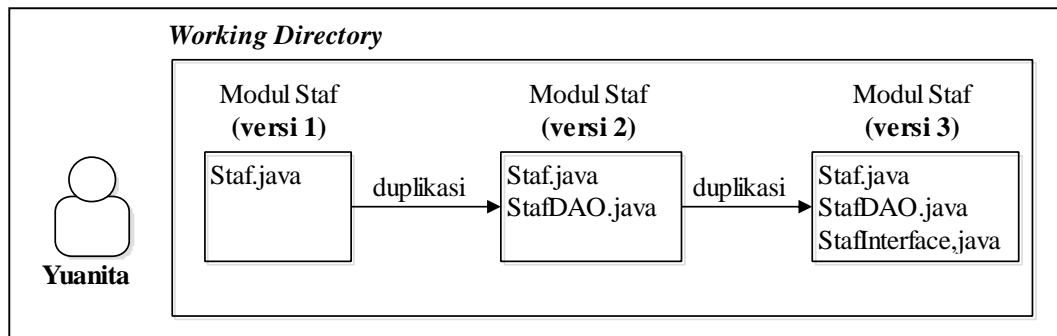 Working Directory
Modul Staf
(versi 1)
Modul Staf
(versi 2)
Modul Staf
(versi 3)
Staf.java
duplikasi
Staf.java
StafDAO.java
duplikasi
Staf.java
StafDAO.java
StafInterface,java
Yuanita